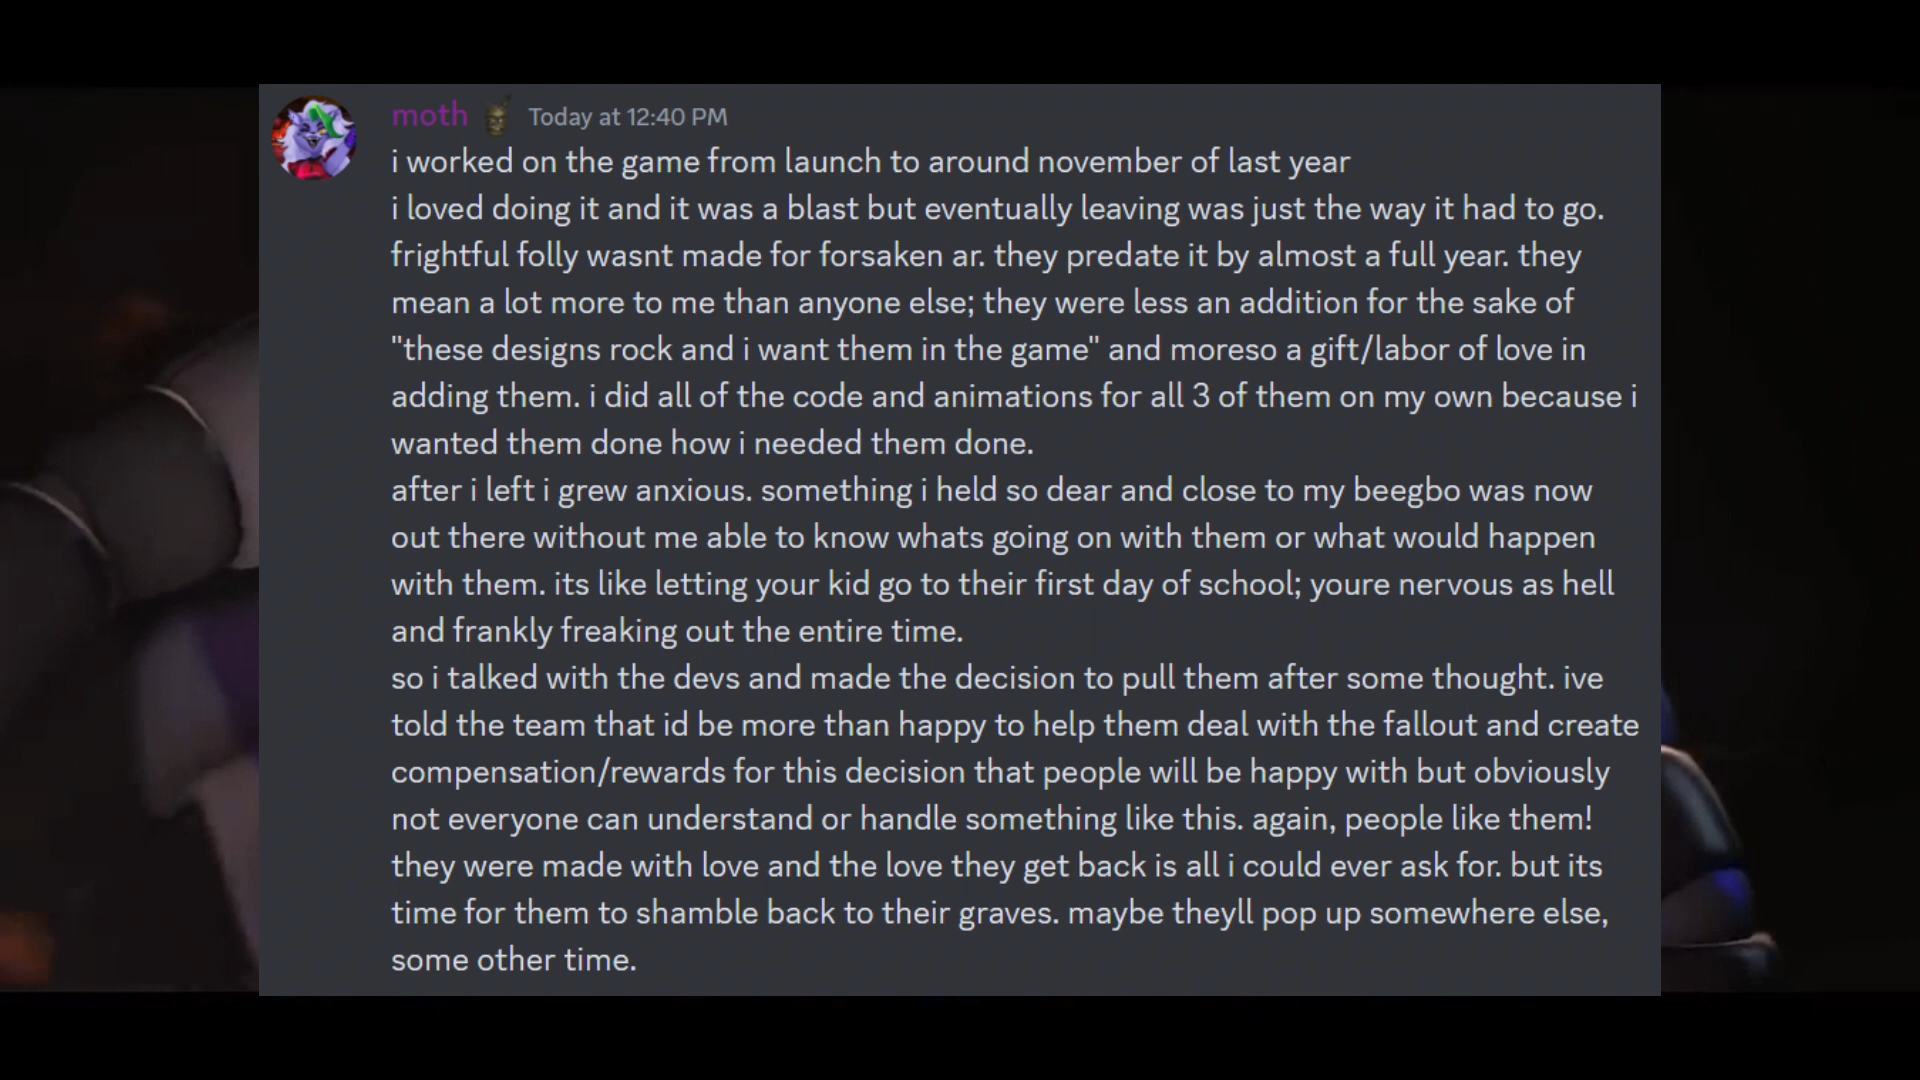 moth Today at 12:40 PM
i worked on the game from launch to around november of last year
i loved doing it and it was a blast but eventually leaving was just the way it had to go.
frightful folly wasnt made for forsaken ar. they predate it by almost a full year. they
mean a lot more to me than anyone else; they were less an addition for the sake of
"these designs rock and i want them in the game" and moreso a gift/labor of love in
adding them. i did all of the code and animations for all 3 of them on my own because i
wanted them done how i needed them done.
after i left i grew anxious. something i held so dear and close to my beegbo was now
out there without me able to know whats going on with them or what would happen
with them. its like letting your kid go to their first day of school; youre nervous as hell
and frankly freaking out the entire time.
so i talked with the devs and made the decision to pull them after some thought. ive
told the team that id be more than happy to help them deal with the fallout and create
compensation/rewards for this decision that people will be happy with but obviously
not everyone can understand or handle something like this. again, people like them!
they were made with love and the love they get back is all i could ever ask for. but its
time for them to shamble back to their graves. maybe theyll pop up somewhere else,
some other time.